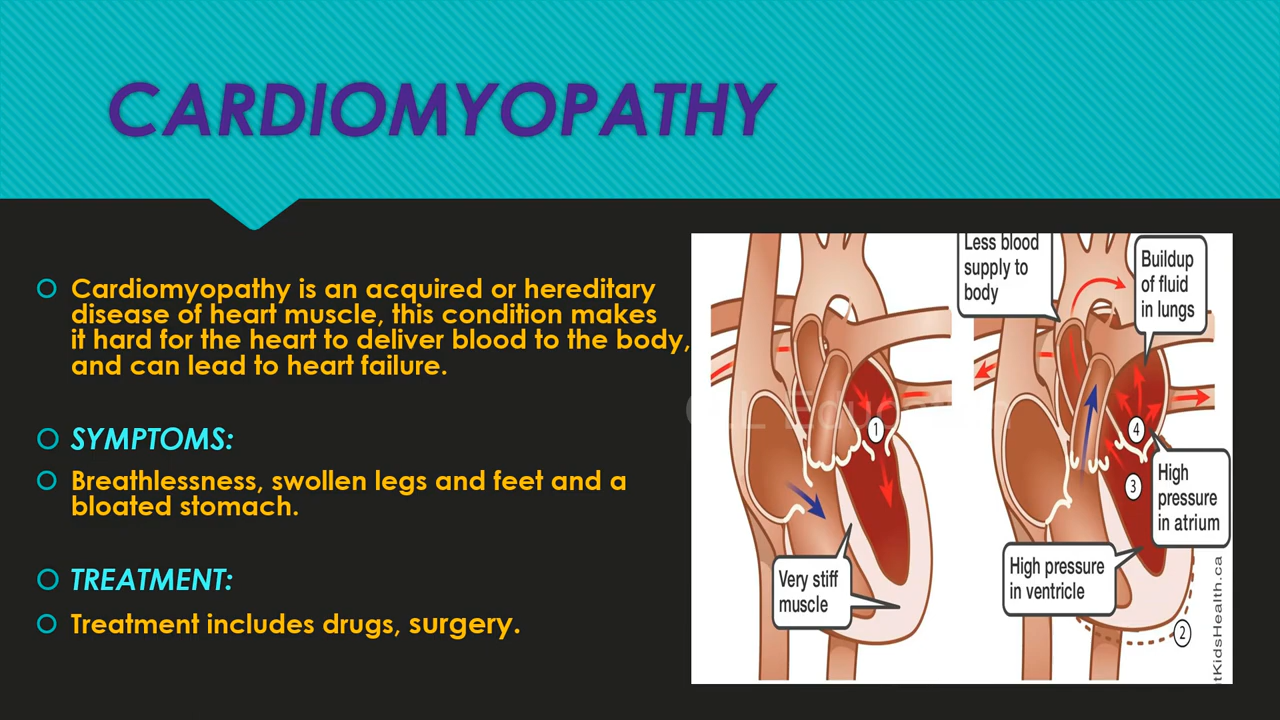 CARDIOMYOPATHY
Cardiomyopathy is an acquired or hereditary
disease of heart muscle, this condition makes
it hard for the heart to deliver blood to the body,
and can lead to heart failure.
SYMPTOMS:
Breathlessness, swollen legs and feet and a
bloated stomach.
TREATMENT:
Treatment includes drugs, surgery.
Less blood
supply to
body
Buildup
of fluid
in lungs
1
4
3
High
pressure
in atrium
High pressure
in ventricle
Very stiff
muscle
2
tKidsHealth.ca